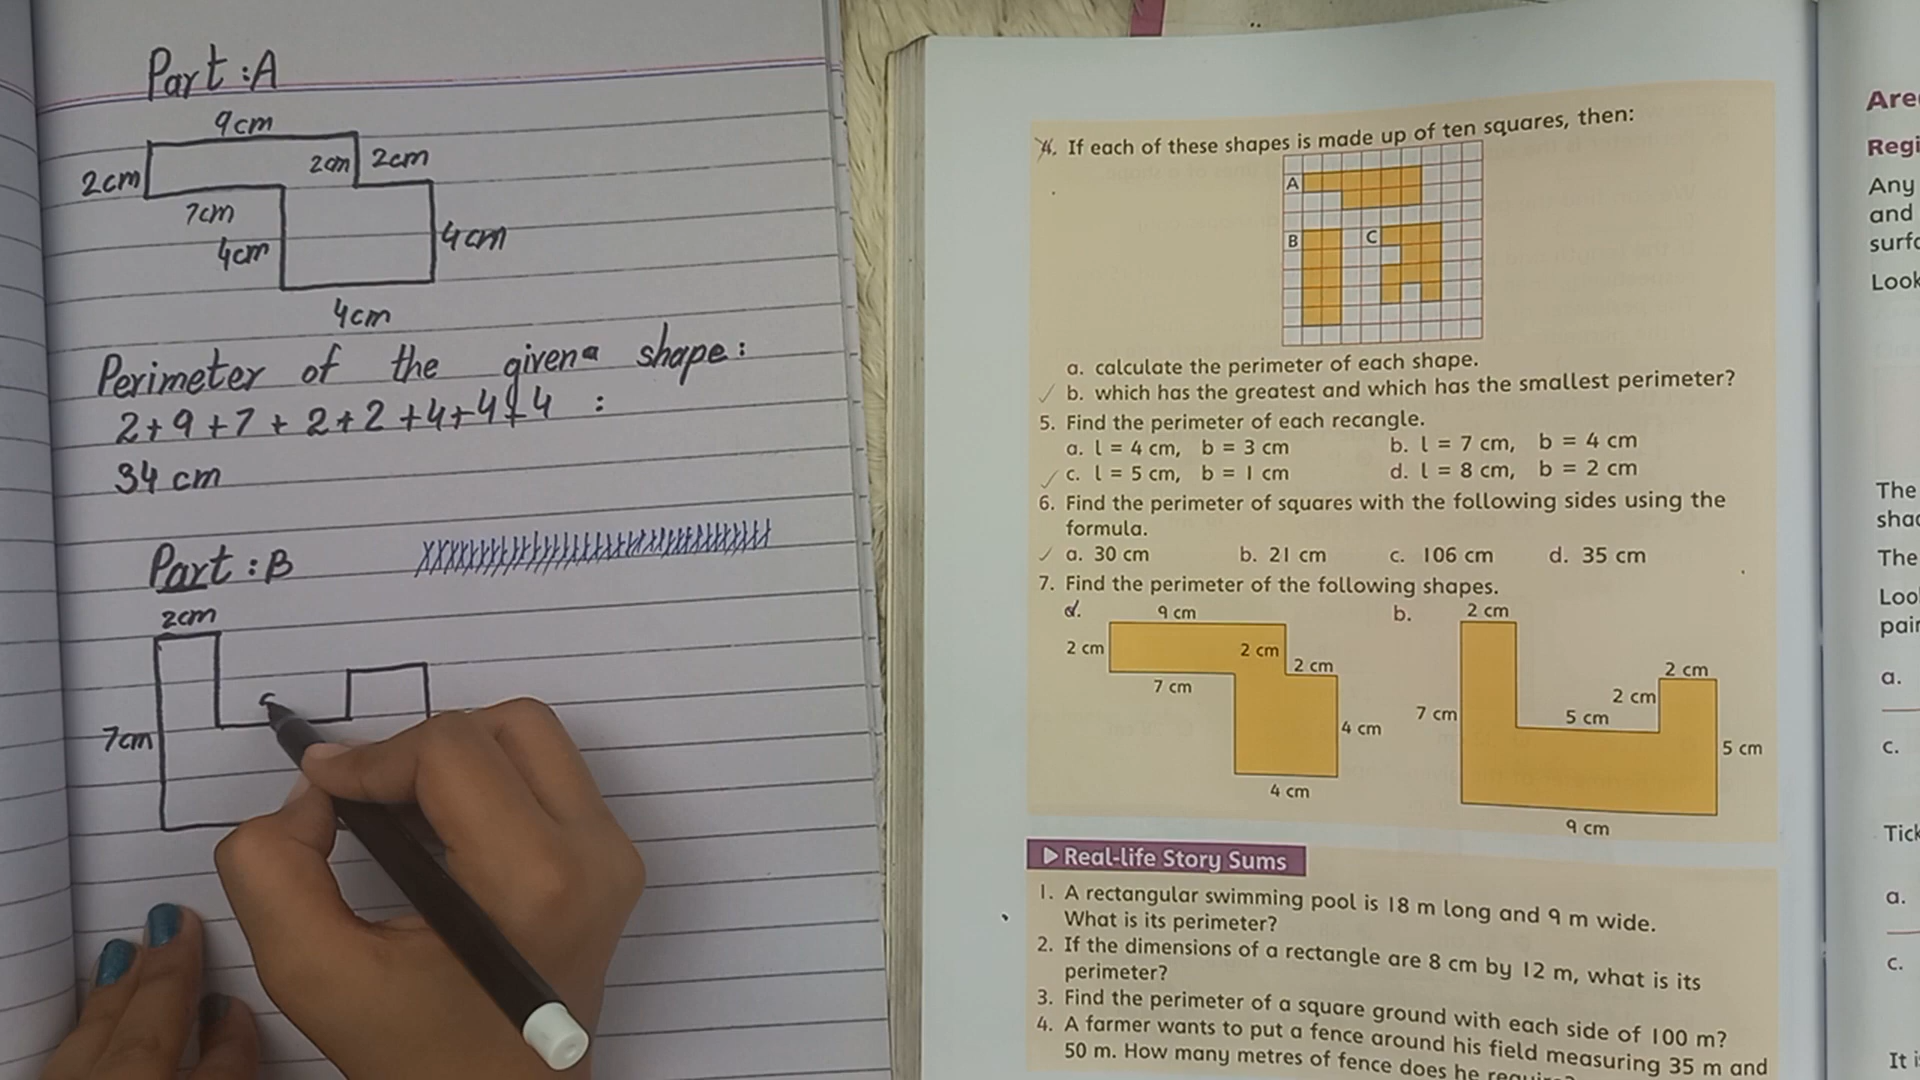 Part : A
9cm
2cm
2cm
2cm
7cm
4cm
4cm
4cm
Perimeter of the given a shape :
2+9+7+2+2+4+4+4 :
34 cm
Part : B
2cm
7cm
4. If each of these shapes is made up of ten squares, then:
A
B
C
a. calculate the perimeter of each shape.
b. which has the greatest and which has the smallest perimeter?
5. Find the perimeter of each recangle.
a. l = 4 cm, b = 3 cm b. l = 7 cm, b = 4 cm
c. l = 5 cm, b = 1 cm d. l = 8 cm, b = 2 cm
6. Find the perimeter of squares with the following sides using the
formula.
a. 30 cm b. 21 cm c. 106 cm d. 35 cm
7. Find the perimeter of the following shapes.
9 cm
2 cm
2 cm
2 cm
7 cm
4 cm
4 cm
b.
2 cm
2 cm
2 cm
5 cm
7 cm
5 cm
9 cm
Real-life Story Sums
1. A rectangular swimming pool is 18 m long and 9 m wide.
What is its perimeter?
2. If the dimensions of a rectangle are 8 cm by 12 m, what is its
perimeter?
3. Find the perimeter of a square ground with each side of 100 m?
4. A farmer wants to put a fence around his field measuring 35 m and
50 m. How many metres of fence does he
Are
Regi
Any
and
surfa
Look
The
shad
The
Loo
pair
a.
c.
Tick
a.
c.
It i